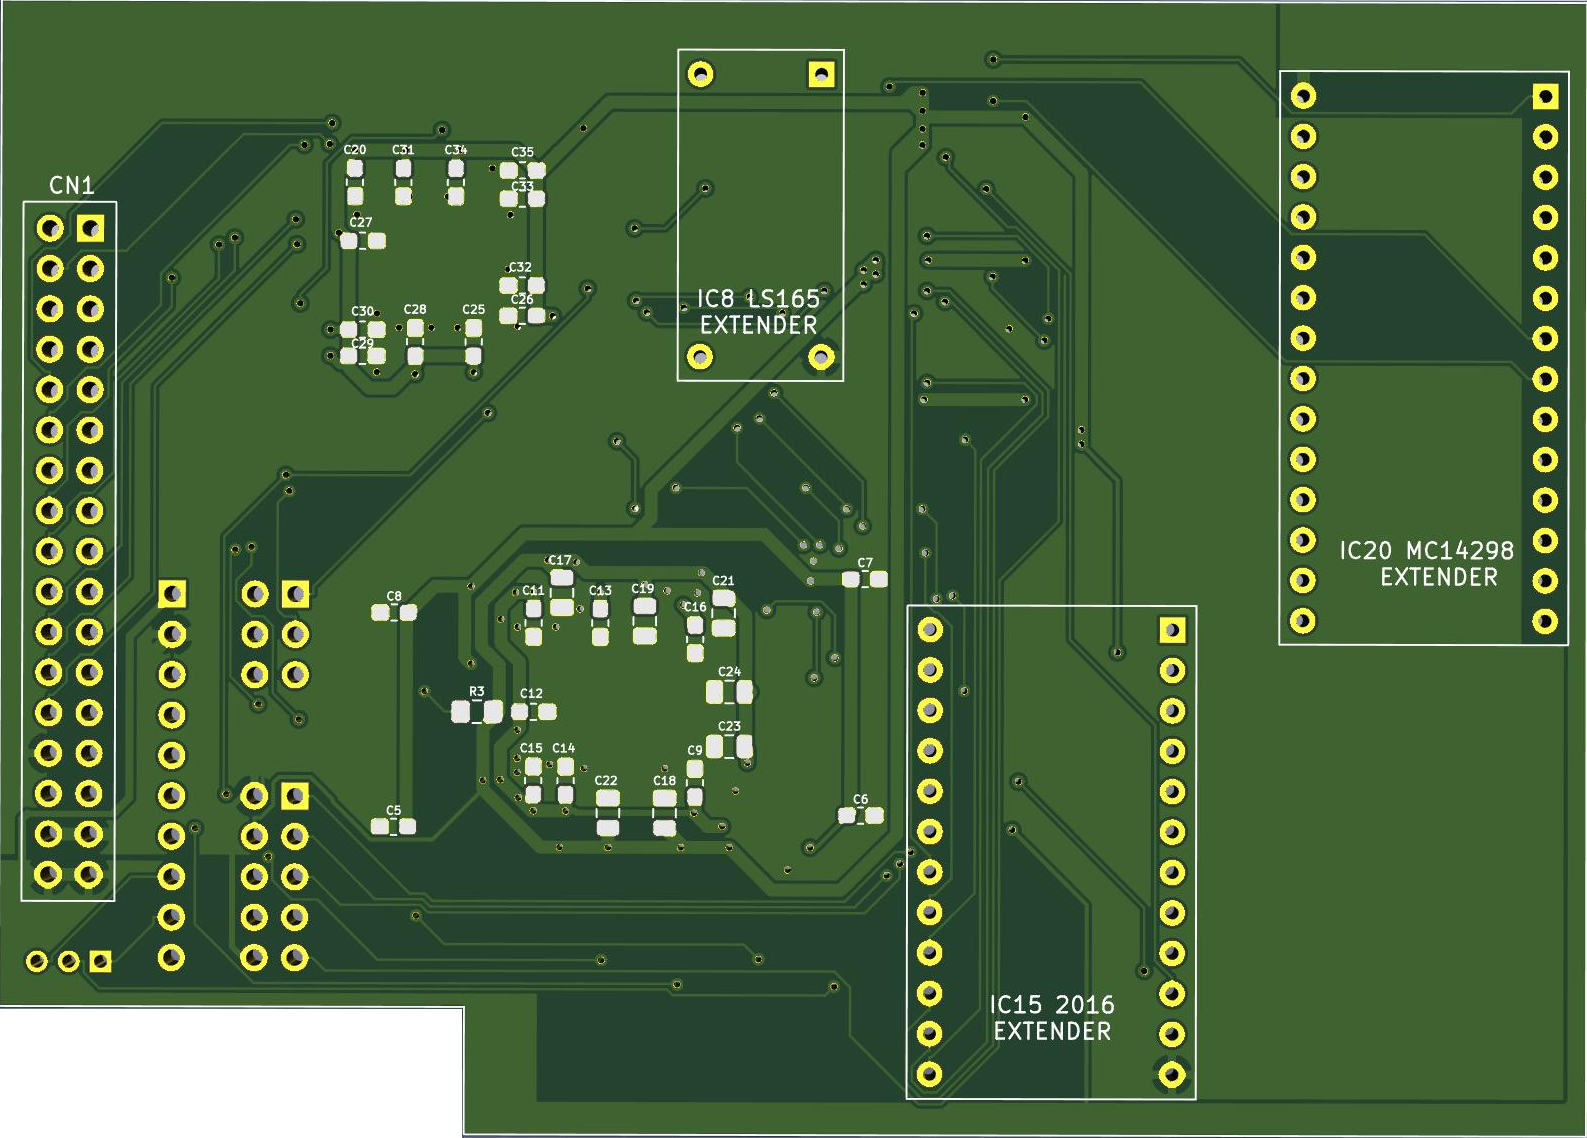 C20 C31 C34 C35
C33
CN1
C27
C32
C26
IC8 LS165
EXTENDER
C30 C28 C25
C29
IC20 MC14298
EXTENDER
C17 C7
C11 C13 C19 C21
C8
C16
C24
R3 C12
C23
C15 C14 C9
C22 C18
C5 C6
IC15 2016
EXTENDER